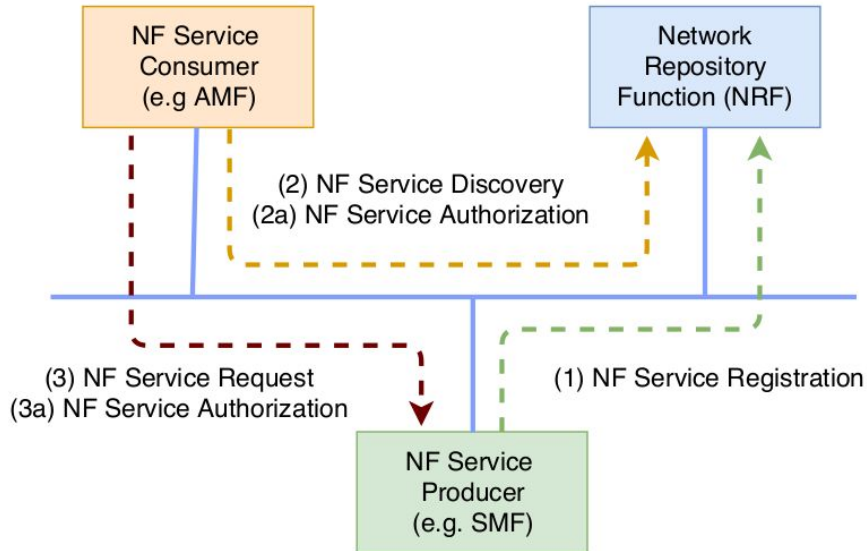 NF Service
Consumer
(e.g AMF)
Network
Repository
Function (NRF)
(2) NF Service Discovery
(2a) NF Service Authorization
(3) NF Service Request
(3a) NF Service Authorization
(1) NF Service Registration
NF Service
Producer
(e.g. SMF)